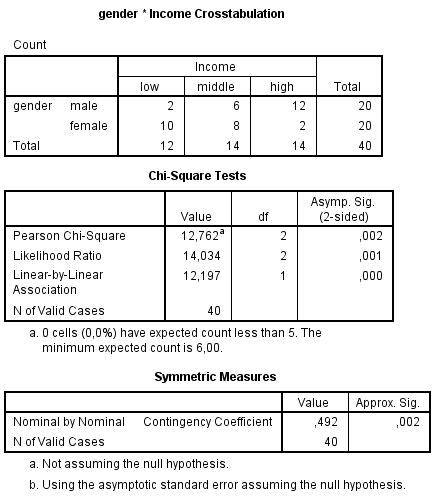 gender * Income Crosstabulation
Count
Income
low middle high Total
gender male 2 6 12 20
female 10 8 2 20
Total 12 14 14 40
Chi-Square Tests
Value df Asymp. Sig. (2-sided)
Pearson Chi-Square 12,762a 2 ,002
Likelihood Ratio 14,034 2 ,001
Linear-by-Linear Association 12,197 1 ,000
N of Valid Cases 40
a. 0 cells (0,0%) have expected count less than 5. The
minimum expected count is 6,00.
Symmetric Measures
Value Approx. Sig.
Nominal by Nominal Contingency Coefficient ,492 ,002
N of Valid Cases 40
a. Not assuming the null hypothesis.
b. Using the asymptotic standard error assuming the null hypothesis.